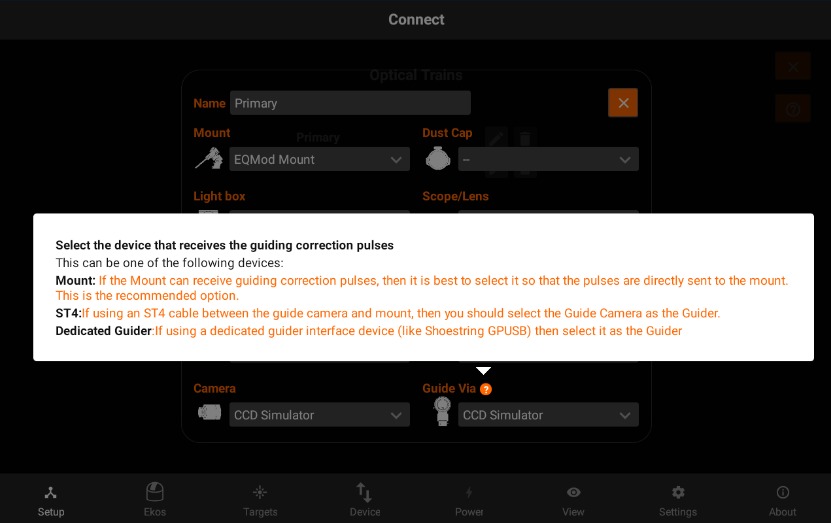 Connect
Optical Trains
Name Primary
Primary
Mount Dust Cap
EQMod Mount –
Light box Scope/Lens
Select the device that receives the guiding correction pulses
This can be one of the following devices:
Mount: If the Mount can receive guiding correction pulses, then it is best to select it so that the pulses are directly sent to the mount.
This is the recommended option.
ST4:If using an ST4 cable between the guide camera and mount, then you should select the Guide Camera as the Guider.
Dedicated Guider:If using a dedicated guider interface device (like Shoestring GPUSB) then select it as the Guider
Camera Guide Via ?
CCD Simulator CCD Simulator
Setup Ekos Targets Device Power View Settings About